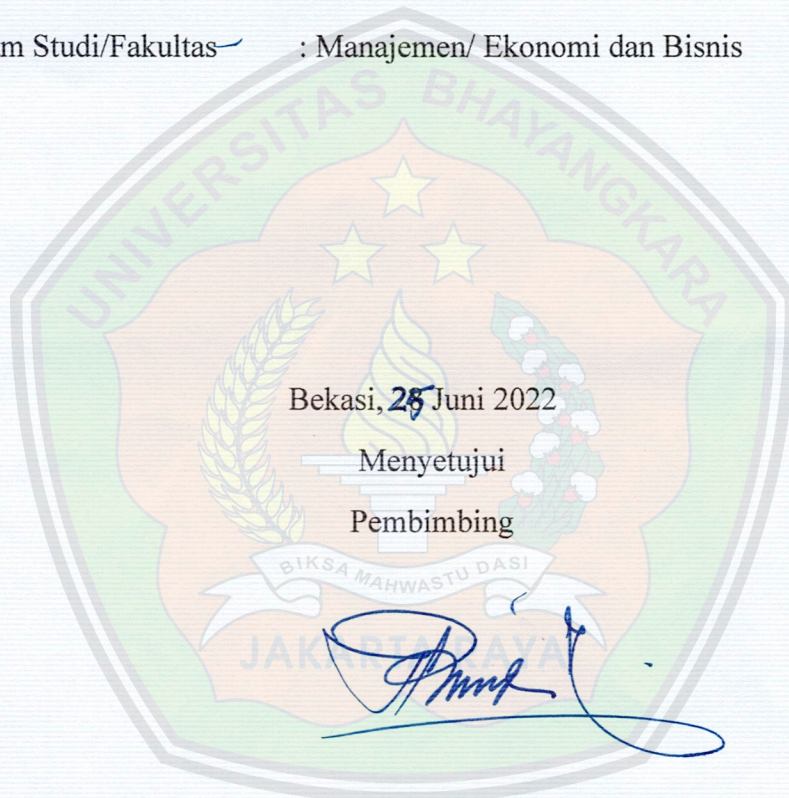 m Studi/Fakultas : Manajemen/ Ekonomi dan Bisnis
UNIVERSITAS BHAYANGKARA
Bekasi, Juni 2022
Menyetujui
Pembimbing
BIKSA MAHWASTU DASI
JAKARTA RAYA